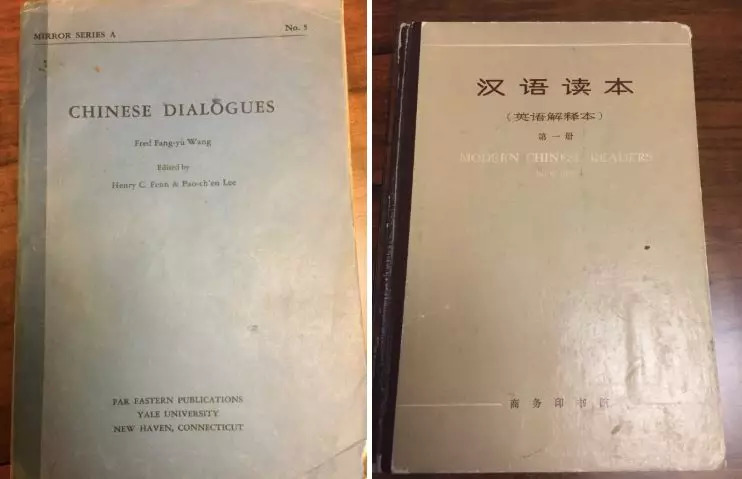 MIRROR SERIES A
No. 5
CHINESE DIALOGUES
Fred Fang-yü Wang
Edited by
Henry C. Fenn & Pao-ch'en Lee
FAR EASTERN PUBLICATIONS
YALE UNIVERSITY
NEW HAVEN, CONNECTICUT
汉语读本
(英语解释本)
第一册
MODERN CHINESE READERS
商务印书馆